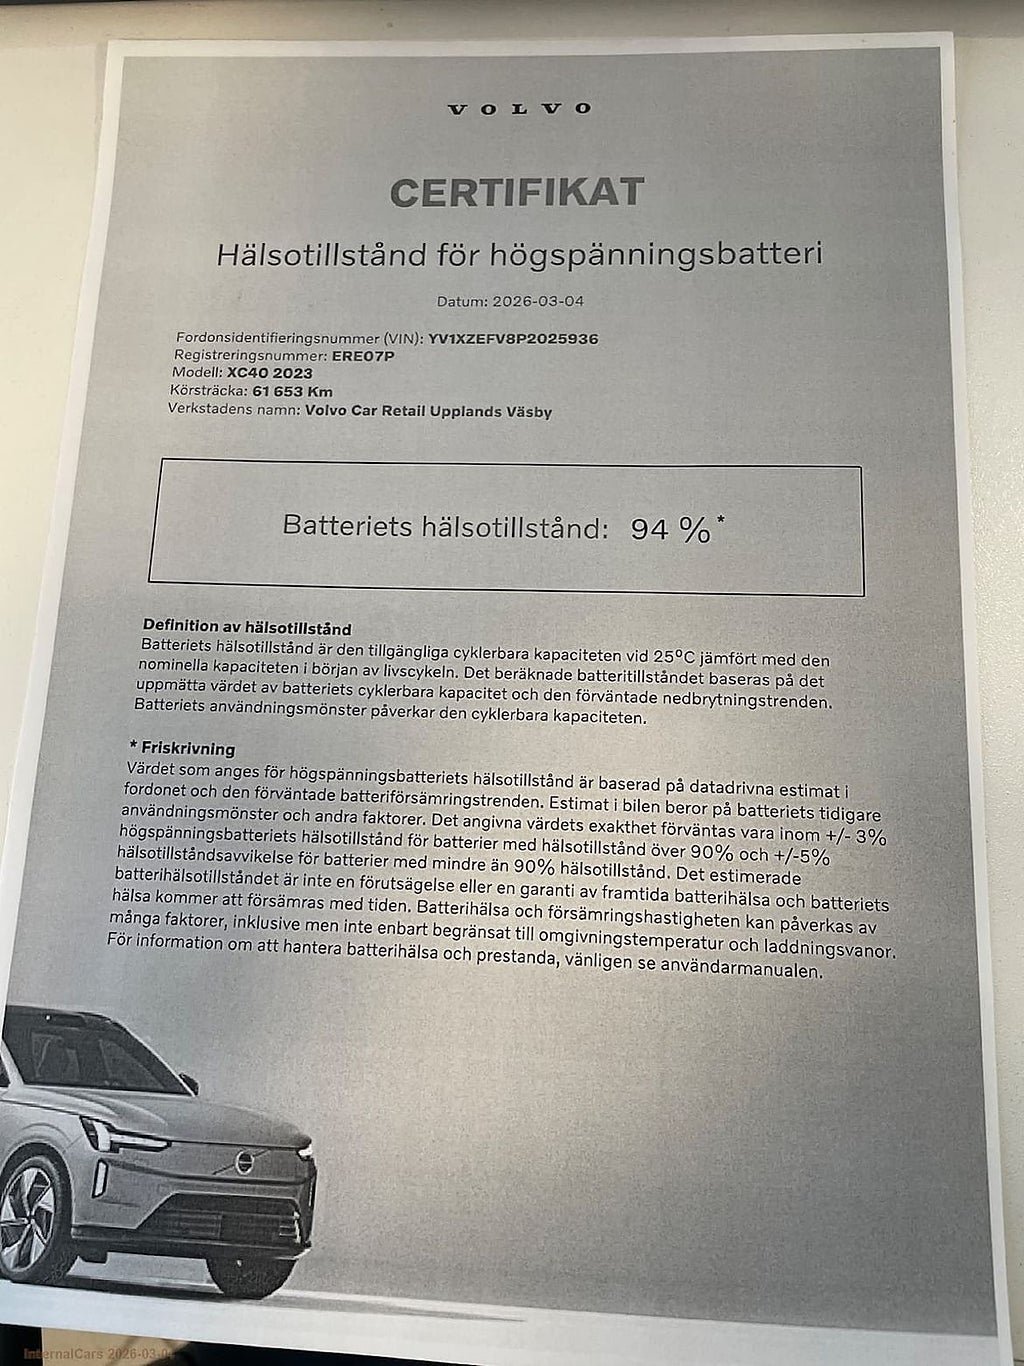 VOLVO
CERTIFIKAT
Hälsotillstånd för högspänningsbatteri
Datum: 2026-03-04
Fordonsidentifieringsnummer (VIN): YV1XZEFV8P2025936
Registreringsnummer: ERE07P
Modell: XC40 2023
Körsträcka: 61 653 Km
Verkstadens namn: Volvo Car Retail Upplands Väsby
Batteriets hälsotillstånd: 94 %*
Definition av hälsotillstånd
Batteriets hälsotillstånd är den tillgängliga cyklerbara kapaciteten vid 25°C jämfört med den
nominella kapaciteten i början av livscykeln. Det beräknade batteritillståndet baseras på det
uppmätta värdet av batteriets cyklerbara kapacitet och den förväntade nedbrytningstrenden.
Batteriets användningsmönster påverkar den cyklerbara kapaciteten.
* Friskrivning
Värdet som anges för högspänningsbatteriets hälsotillstånd är baserad på datadrivna estimat i
fordonet och den förväntade batteriförsämringstrenden. Estimat i bilen beror på batteriets tidigare
användningsmönster och andra faktorer. Det angivna värdets exakthet förväntas vara inom +/- 3%
högspänningsbatteriets hälsotillstånd för batterier med hälsotillstånd över 90% och +/-5%
hälsotillståndsavvikelse för batterier med mindre än 90% hälsotillstånd. Det estimerade
batterihälsotillståndet är inte en förutsägelse eller en garanti av framtida batterihälsa och batteriets
hälsa kommer att försämras med tiden. Batterihälsa och försämringshastigheten kan påverkas av
många faktorer, inklusive men inte enbart begränsat till omgivningstemperatur och laddningsvanor.
För information om att hantera batterihälsa och prestanda, vänligen se användarmanualen.
InternalCars 2026-03-04